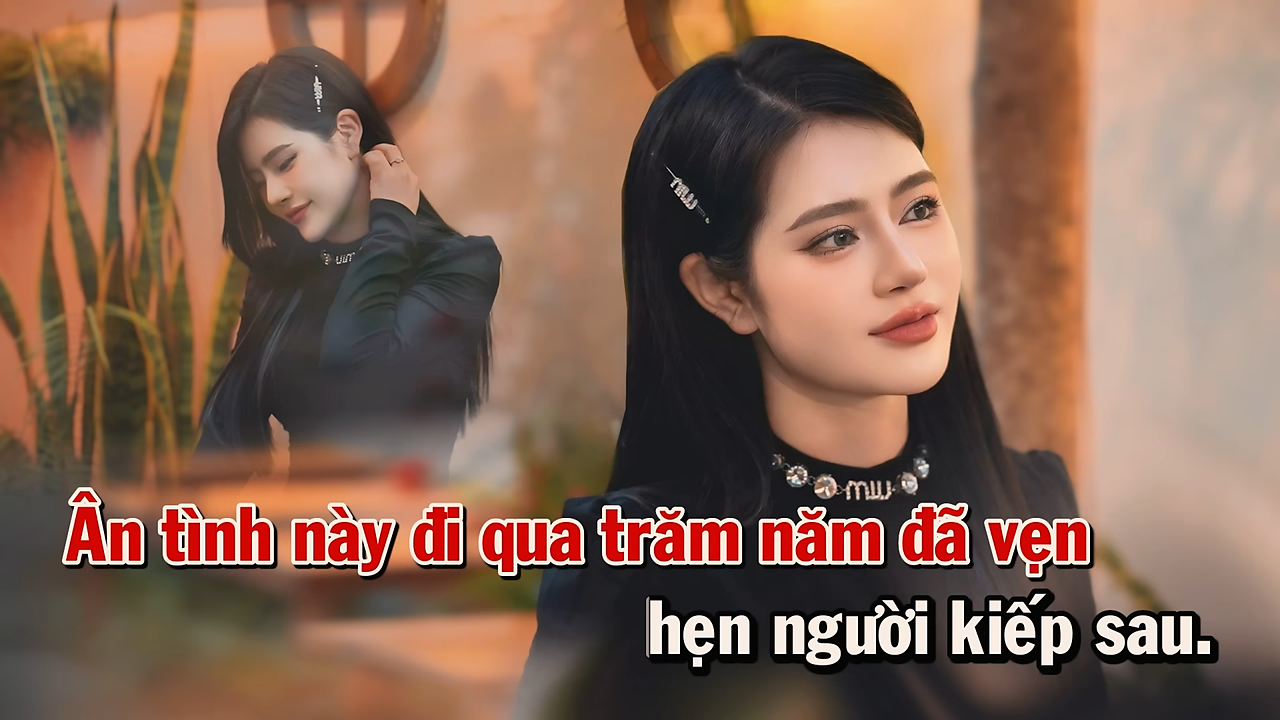 Ân tình này đi qua trăm năm đã vẹn
hẹn người kiếp sau.